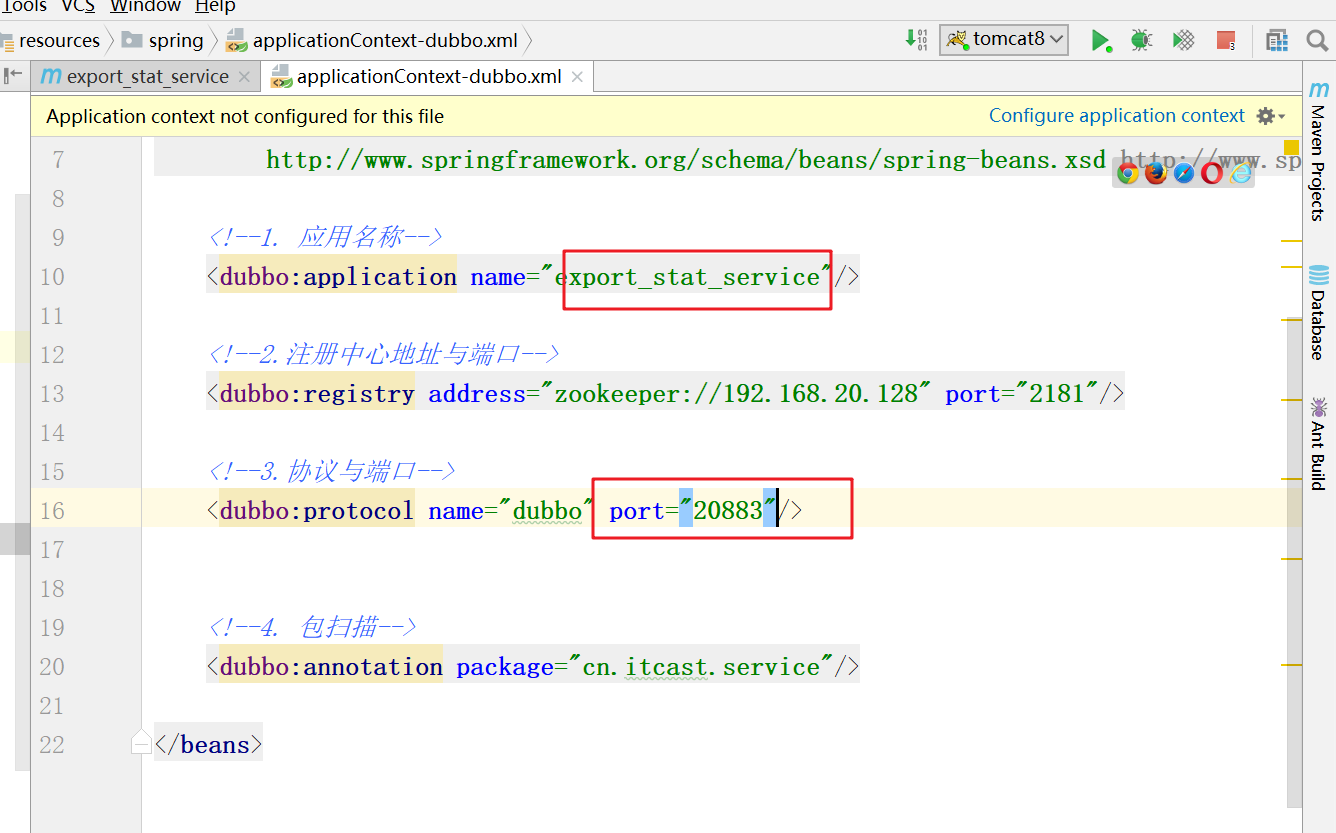 Tools VCS Window Help
resources spring applicationContext-dubbo.xml tomcat8
export_stat_service applicationContext-dubbo.xml
Application context not configured for this file Configure application context
7 http://www.springframework.org/schema/beans/spring-beans.xsd http://www.sp
8
9 <!--1. 应用名称-->
10 <dubbo:application name="export_stat_service"/>
11
12 <!--2.注册中心地址与端口-->
13 <dubbo:registry address="zookeeper://192.168.20.128" port="2181"/>
14
15 <!--3.协议与端口-->
16 <dubbo:protocol name="dubbo" port="20883"/>
17
18
19 <!--4. 包扫描-->
20 <dubbo:annotation package="cn.itcast.service"/>
21
22 </beans>
Maven Projects
Database
Ant Build